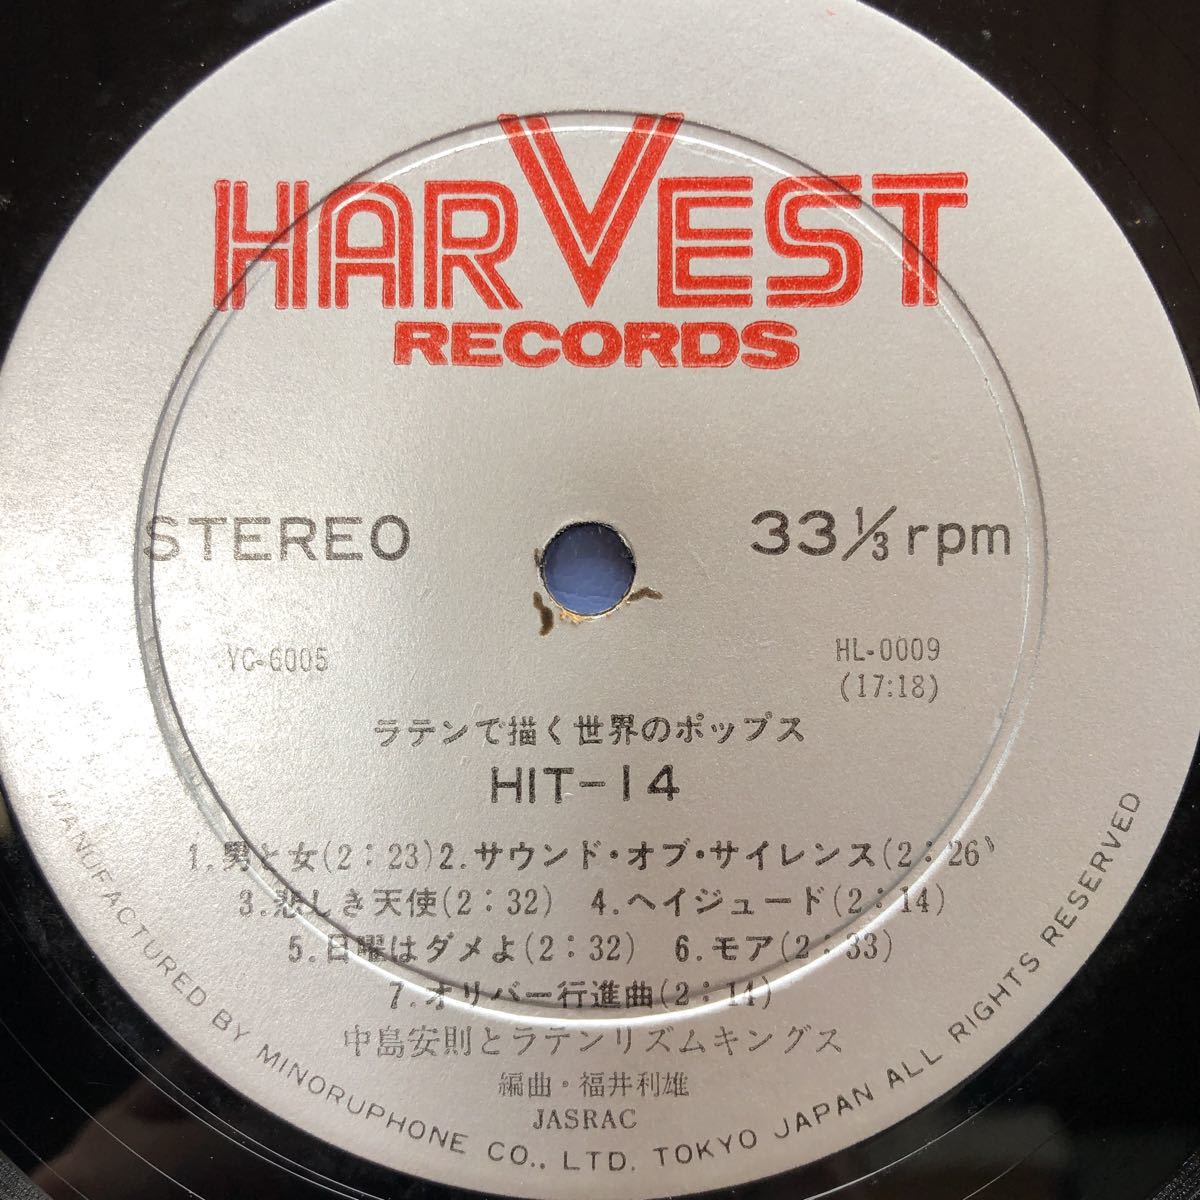 HARVEST
RECORDS
STEREO
33⅓ rpm
YC-6005
HL-0009
(17:18)
ラテンで描く世界のポップス
HIT-14
1.男と女(2:23)2.サウンド・オブ・サイレンス(2:26)
3.悲しき天使(2:32) 4.ヘイジュード(2:14)
5.日曜はダメよ(2:32) 6.モア(2:33)
7.オリバー行進曲(2:14)
中島安則とラテンリズムキングス
編曲・福井利雄
JASRAC
MANUFACTURED BY MINORUPHONE CO., LTD. TOKYO JAPAN ALL RIGHTS RESERVED